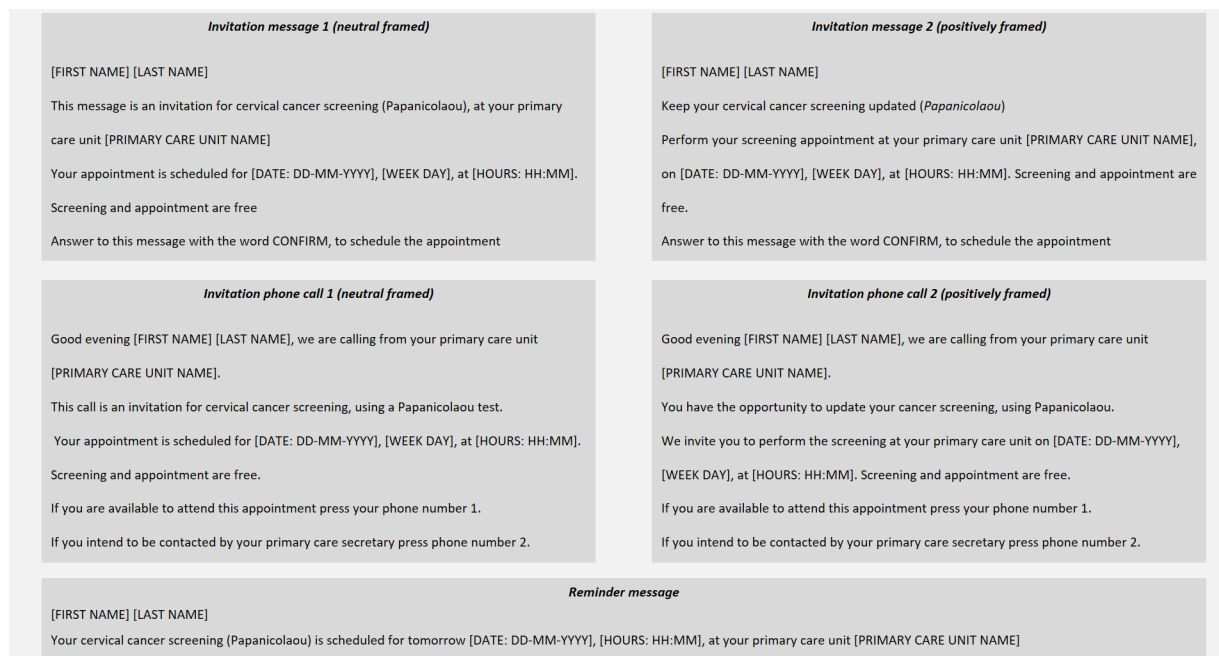 Invitation message 1 (neutral framed)
[FIRST NAME] [LAST NAME]
This message is an invitation for cervical cancer screening (Papanicolaou), at your primary
care unit [PRIMARY CARE UNIT NAME]
Your appointment is scheduled for [DATE: DD-MM-YYYY], [WEEK DAY], at [HOURS: HH:MM].
Screening and appointment are free
Answer to this message with the word CONFIRM, to schedule the appointment
Invitation message 2 (positively framed)
[FIRST NAME] [LAST NAME]
Keep your cervical cancer screening updated (Papanicolaou)
Perform your screening appointment at your primary care unit [PRIMARY CARE UNIT NAME],
on [DATE: DD-MM-YYYY], [WEEK DAY], at [HOURS: HH:MM]. Screening and appointment are
free.
Answer to this message with the word CONFIRM, to schedule the appointment
Invitation phone call 1 (neutral framed)
Good evening [FIRST NAME] [LAST NAME], we are calling from your primary care unit
[PRIMARY CARE UNIT NAME].
This call is an invitation for cervical cancer screening, using a Papanicolaou test.
Your appointment is scheduled for [DATE: DD-MM-YYYY], [WEEK DAY], at [HOURS: HH:MM].
Screening and appointment are free.
If you are available to attend this appointment press your phone number 1.
If you intend to be contacted by your primary care secretary press phone number 2.
Invitation phone call 2 (positively framed)
Good evening [FIRST NAME] [LAST NAME], we are calling from your primary care unit
[PRIMARY CARE UNIT NAME].
You have the opportunity to update your cancer screening, using Papanicolaou.
We invite you to perform the screening at your primary care unit on [DATE: DD-MM-YYYY],
[WEEK DAY], at [HOURS: HH:MM]. Screening and appointment are free.
If you are available to attend this appointment press your phone number 1.
If you intend to be contacted by your primary care secretary press phone number 2.
Reminder message
[FIRST NAME] [LAST NAME]
Your cervical cancer screening (Papanicolaou) is scheduled for tomorrow [DATE: DD-MM-YYYY], [HOURS: HH:MM], at your primary care unit [PRIMARY CARE UNIT NAME]